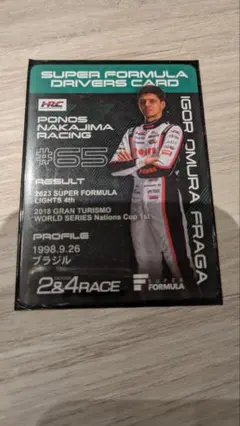 SUPER FORMULA
DRIVERS CARD
HRC
PONOS
NAKAJIMA
RACING
#65
IGOR OMURA FRAGA
RESULT
2023 SUPER FORMULA
LIGHTS 4th
2018 GRAN TURISMO
WORLD SERIES Nations Cup 1st
PROFILE
1998.9.26
ブラジル
2&4RACE
SUPER
FORMULA